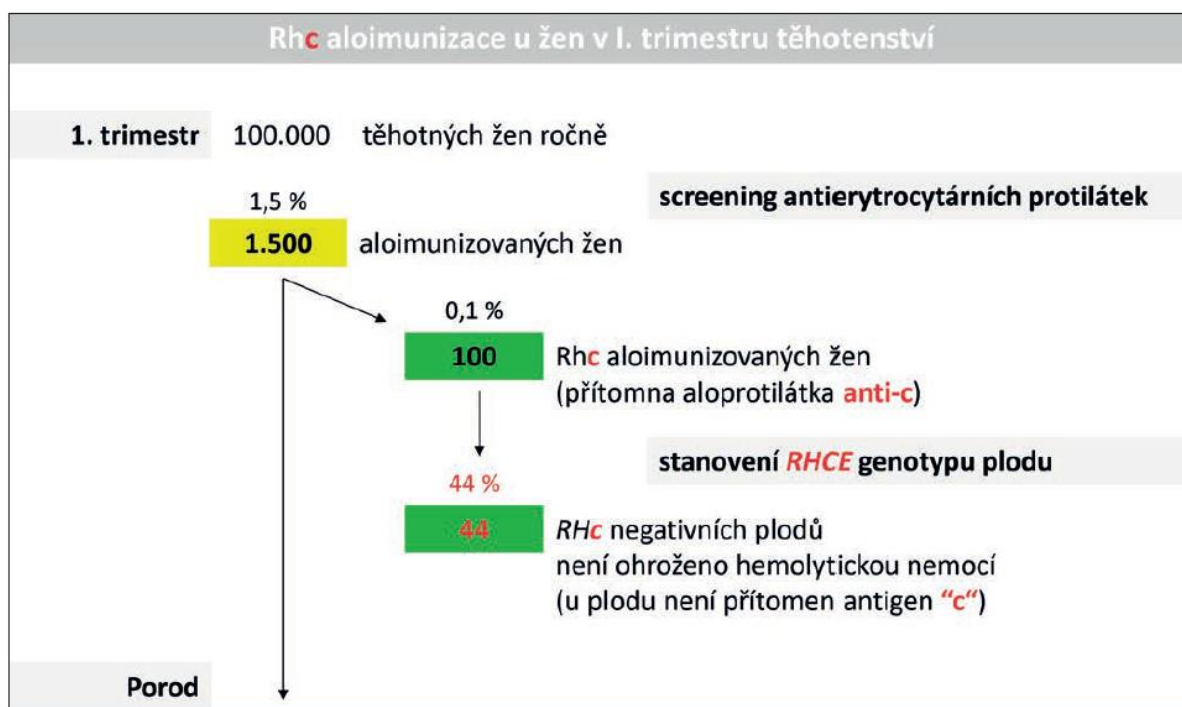 Rhc aloimunizace u žen v I. trimestru těhotenství
1. trimestr 100.000 těhotných žen ročně
screening antierytrocytárních protilátek
1,5 %
1.500 aloimunizovaných žen
0,1 %
100 Rhc aloimunizovaných žen
(přítomna aloprotilátka anti-c)
stanovení RHCE genotypu plodu
44 %
44 RHc negativních plodů
není ohroženo hemolytickou nemocí
(u plodu není přítomen antigen “c“)
Porod